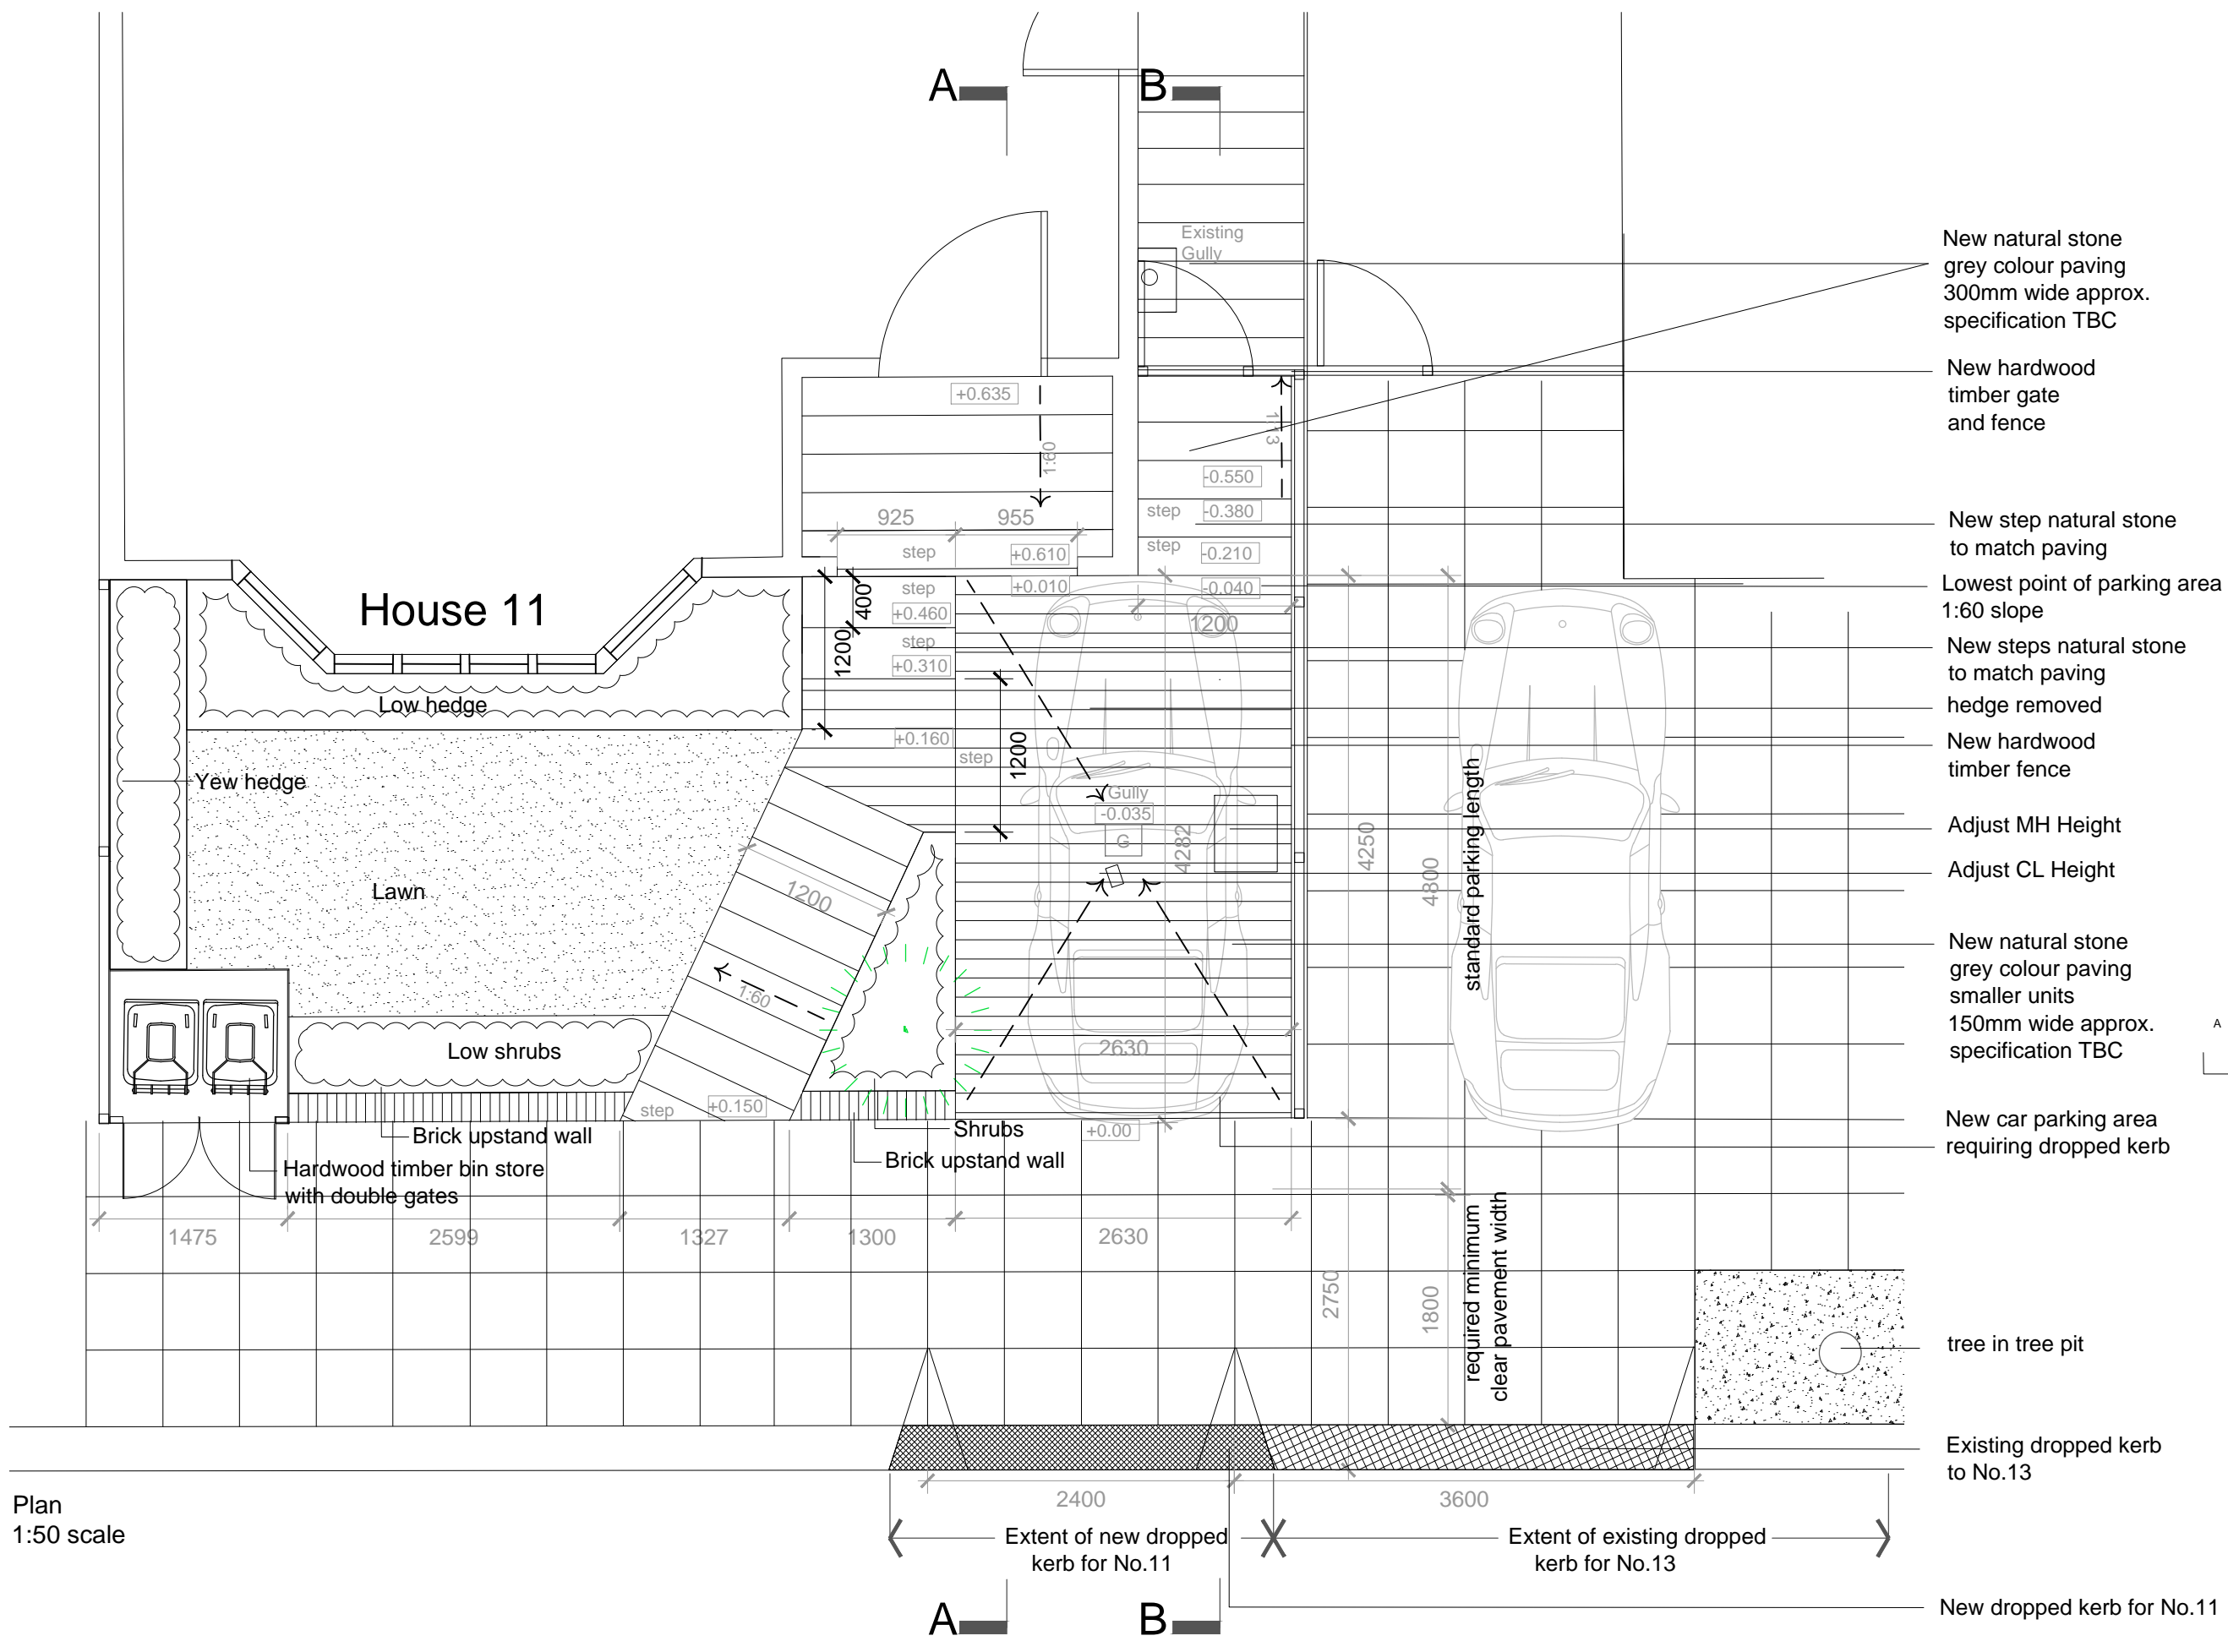 A
B
Existing
Gully
New natural stone
grey colour paving
300mm wide approx.
specification TBC
New hardwood
timber gate
and fence
+0.635
1:60
-0.550
step
-0.380
step
-0.210
-0.040
925
955
step
+0.610
+0.010
step
+0.460
step
+0.310
400
1200
1200
New step natural stone
to match paving
Lowest point of parking area
1:60 slope
New steps natural stone
to match paving
hedge removed
New hardwood
timber fence
House 11
Low hedge
Yew hedge
Lawn
+0.160
step
1200
Gully
-0.035
G
4282
4250
4800
standard parking length
Adjust MH Height
Adjust CL Height
1200
1:60
New natural stone
grey colour paving
smaller units
150mm wide approx.
specification TBC
A
Low shrubs
2630
step
+0.150
+0.00
Brick upstand wall
Shrubs
Brick upstand wall
Hardwood timber bin store
with double gates
New car parking area
requiring dropped kerb
1475
2599
1327
1300
2630
2750
1800
required minimum
clear pavement width
tree in tree pit
Existing dropped kerb
to No.13
Plan
1:50 scale
2400
3600
Extent of new dropped
kerb for No.11
Extent of existing dropped
kerb for No.13
New dropped kerb for No.11
A
B